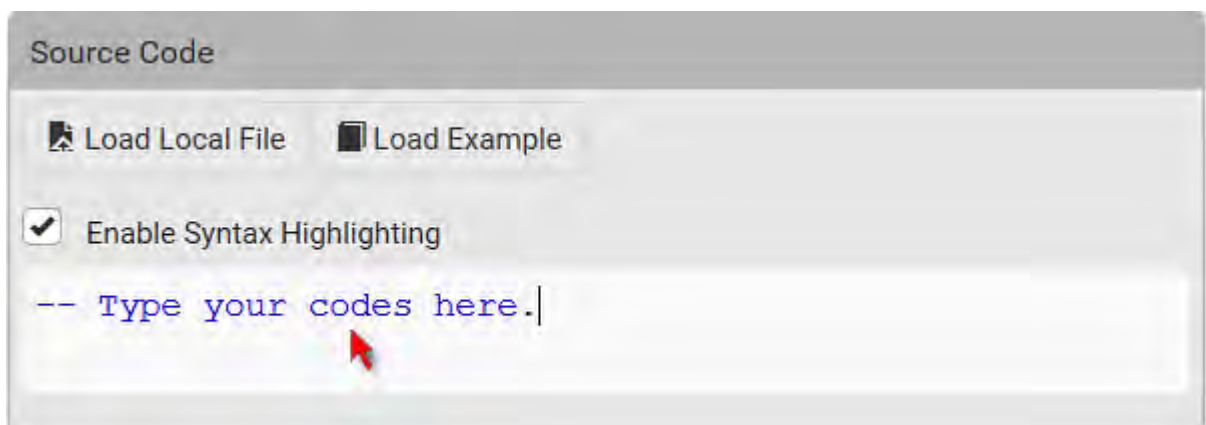 Source Code
Load Local File Load Example
Enable Syntax Highlighting
-- Type your codes here.